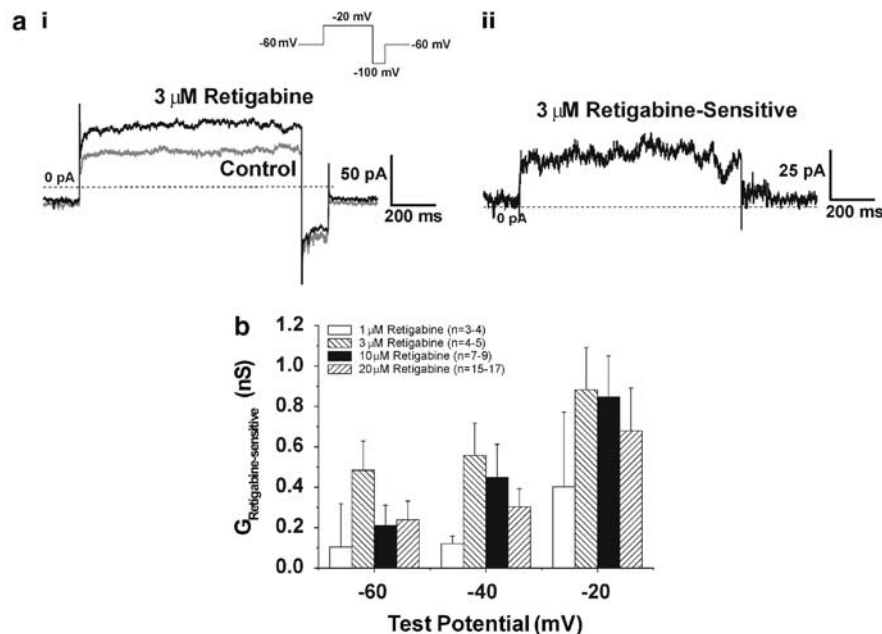 a i
-20 mV
-60 mV
-60 mV
-100 mV
3 µM Retigabine
Control
0 pA
50 pA
200 ms
ii
3 µM Retigabine-Sensitive
25 pA
0 pA
200 ms
b
1 µM Retigabine (n=3-4)
3 µM Retigabine (n=4-5)
10 µM Retigabine (n=7-9)
20 µM Retigabine (n=15-17)
G Retigabine-sensitive (nS)
1.2
1.0
0.8
0.6
0.4
0.2
0.0
-60 -40 -20
Test Potential (mV)